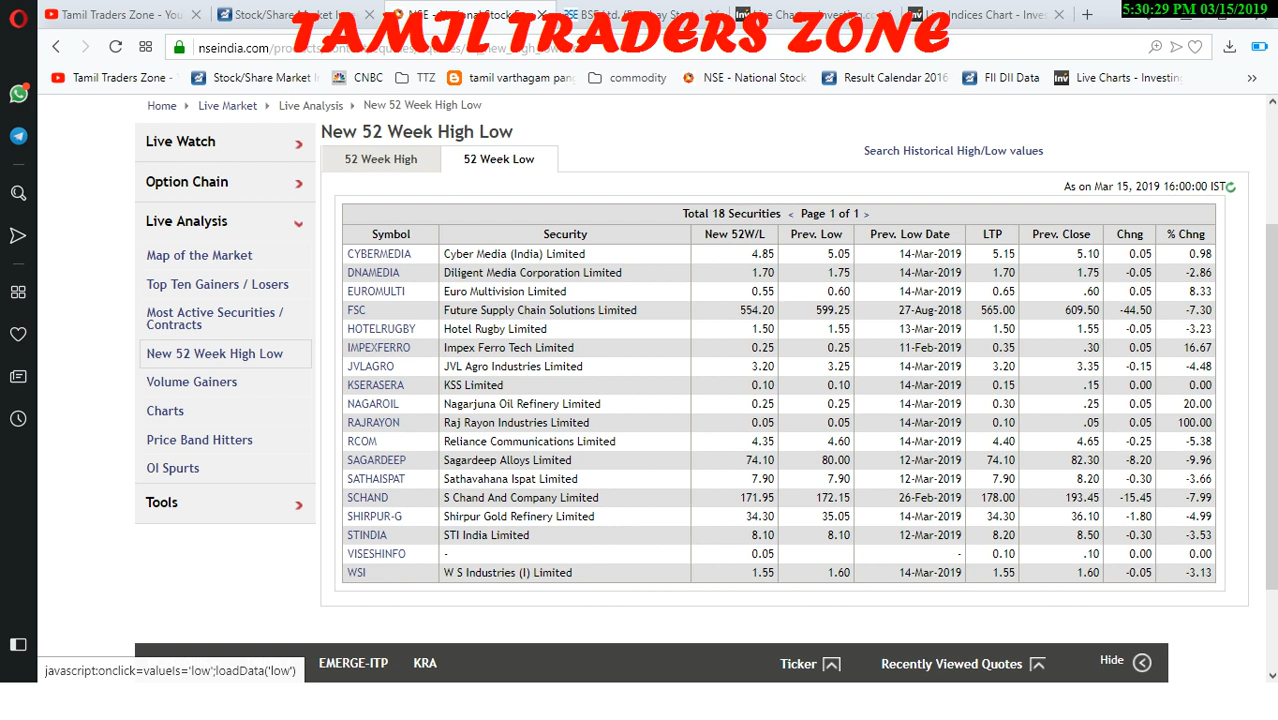 Tamil Traders Zone - You
Stock/Share Market In
NSE - National Stock Ex
BSE Ltd. (Bombay Stock
Live Charts - Investing.co
Live Indices Chart - Inves
5:30:29 PM 03/15/2019
TAMIL TRADERS ZONE
nseindia.com/
Tamil Traders Zone -
Stock/Share Market I
CNBC
TTZ
tamil varthagam pang
commodity
NSE - National Stock
Result Calendar 2016
FII DII Data
Live Charts - Investin
Home Live Market Live Analysis New 52 Week High Low
Live Watch
Option Chain
Live Analysis
Map of the Market
Top Ten Gainers / Losers
Most Active Securities /
Contracts
New 52 Week High Low
Volume Gainers
Charts
Price Band Hitters
OI Spurts
Tools
New 52 Week High Low
52 Week High 52 Week Low
Search Historical High/Low values
As on Mar 15, 2019 16:00:00 IST
Total 18 Securities < Page 1 of 1 >
Symbol Security New 52W/L Prev. Low Prev. Low Date LTP Prev. Close Chng % Chng
CYBERMEDIA Cyber Media (India) Limited 4.85 5.05 14-Mar-2019 5.15 5.10 0.05 0.98
DNAMEDIA Diligent Media Corporation Limited 1.70 1.75 14-Mar-2019 1.70 1.75 -0.05 -2.86
EUROMULTI Euro Multivision Limited 0.55 0.60 14-Mar-2019 0.65 .60 0.05 8.33
FSC Future Supply Chain Solutions Limited 554.20 599.25 27-Aug-2018 565.00 609.50 -44.50 -7.30
HOTELRUGBY Hotel Rugby Limited 1.50 1.55 13-Mar-2019 1.50 1.55 -0.05 -3.23
IMPEXFERRO Impex Ferro Tech Limited 0.25 0.25 11-Feb-2019 0.35 .30 0.05 16.67
JVLAGRO JVL Agro Industries Limited 3.20 3.25 14-Mar-2019 3.20 3.35 -0.15 -4.48
KSERASERA KSS Limited 0.10 0.10 14-Mar-2019 0.15 .15 0.00 0.00
NAGAROIL Nagarjuna Oil Refinery Limited 0.25 0.25 14-Mar-2019 0.30 .25 0.05 20.00
RAJRAYON Raj Rayon Industries Limited 0.05 0.05 14-Mar-2019 0.10 .05 0.05 100.00
RCOM Reliance Communications Limited 4.35 4.60 14-Mar-2019 4.40 4.65 -0.25 -5.38
SAGARDEEP Sagardeep Alloys Limited 74.10 80.00 12-Mar-2019 74.10 82.30 -8.20 -9.96
SATHAISPAT Sathavahana Ispat Limited 7.90 7.90 12-Mar-2019 7.90 8.20 -0.30 -3.66
SCHAND S Chand And Company Limited 171.95 172.15 26-Feb-2019 178.00 193.45 -15.45 -7.99
SHIRPUR-G Shirpur Gold Refinery Limited 34.30 35.05 14-Mar-2019 34.30 36.10 -1.80 -4.99
STINDIA STI India Limited 8.10 8.10 12-Mar-2019 8.20 8.50 -0.30 -3.53
VISESHINFO - 0.05 - 0.10 .10 0.00 0.00
WSI W S Industries (I) Limited 1.55 1.60 14-Mar-2019 1.55 1.60 -0.05 -3.13
EMERGE-ITP KRA Ticker Recently Viewed Quotes Hide
javascript:onclick=valueIs='low';loadData('low')